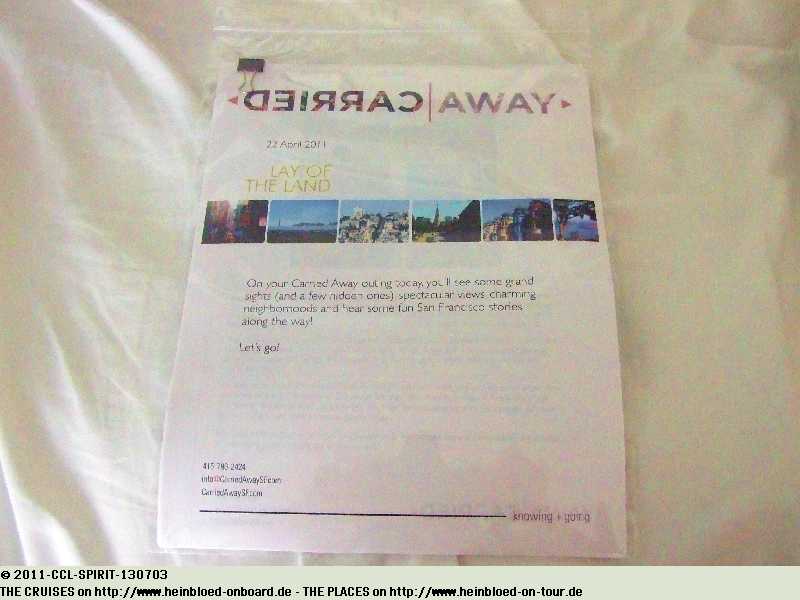 CARRIED|AWAY
22 April 2011
LAY OF
THE LAND
On your Carried Away outing today, you'll see some grand
sights (and a few hidden ones), spectacular views, charming
neighborhoods and hear some fun San Francisco stories
along the way!
Let's go!
info@CarriedAwaySF.com
CarriedAwaySF.com
knowing + going
© 2011-CCL-SPIRIT-130703
THE CRUISES on http://www.heinbloed-onboard.de - THE PLACES on http://www.heinbloed-on-tour.de